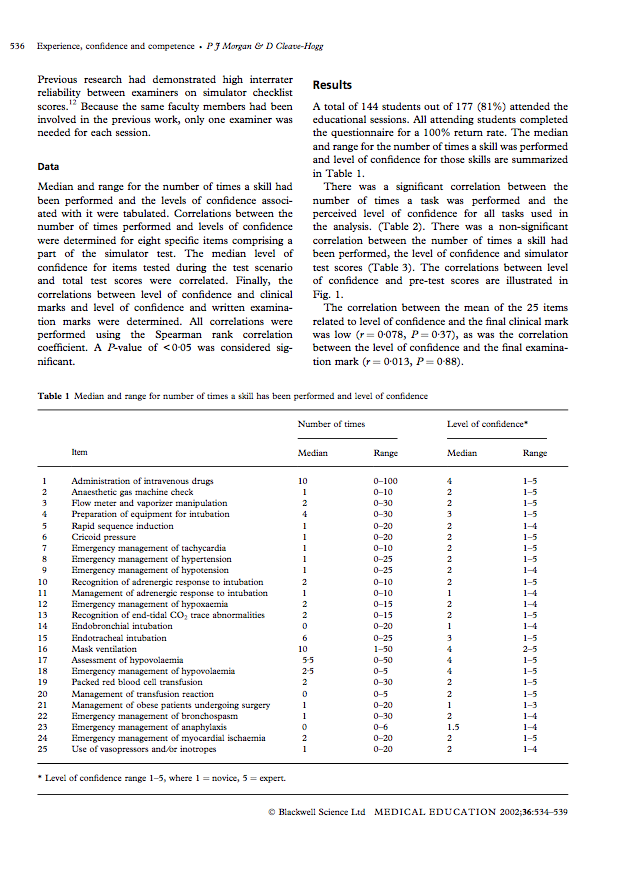 536 Experience, confidence and competence • P J Morgan & D Cleave-Hogg
Previous research had demonstrated high interrater
reliability between examiners on simulator checklist
scores.12 Because the same faculty members had been
involved in the previous work, only one examiner was
needed for each session.
Data
Median and range for the number of times a skill had
been performed and the levels of confidence associ-
ated with it were tabulated. Correlations between the
number of times performed and levels of confidence
were determined for eight specific items comprising a
part of the simulator test. The median level of
confidence for items tested during the test scenario
and total test scores were correlated. Finally, the
correlations between level of confidence and clinical
marks and level of confidence and written examina-
tion marks were determined. All correlations were
performed using the Spearman rank correlation
coefficient. A P-value of <0·05 was considered sig-
nificant.
Results
A total of 144 students out of 177 (81%) attended the
educational sessions. All attending students completed
the questionnaire for a 100% return rate. The median
and range for the number of times a skill was performed
and level of confidence for those skills are summarized
in Table 1.
There was a significant correlation between the
number of times a task was performed and the
perceived level of confidence for all tasks used in
the analysis. (Table 2). There was a non-significant
correlation between the number of times a skill had
been performed, the level of confidence and simulator
test scores (Table 3). The correlations between level
of confidence and pre-test scores are illustrated in
Fig. 1.
The correlation between the mean of the 25 items
related to level of confidence and the final clinical mark
was low (r = 0·078, P = 0·37), as was the correlation
between the level of confidence and the final examina-
tion mark (r = 0·013, P = 0·88).
Table 1 Median and range for number of times a skill has been performed and level of confidence
Number of times Level of confidence*
Item Median Range Median Range
1 Administration of intravenous drugs 10 0–100 4 1–5
2 Anaesthetic gas machine check 1 0–10 2 1–5
3 Flow meter and vaporizer manipulation 2 0–30 2 1–5
4 Preparation of equipment for intubation 4 0–30 3 1–5
5 Rapid sequence induction 1 0–20 2 1–4
6 Cricoid pressure 1 0–20 2 1–5
7 Emergency management of tachycardia 1 0–10 2 1–5
8 Emergency management of hypertension 1 0–25 2 1–5
9 Emergency management of hypotension 1 0–25 2 1–4
10 Recognition of adrenergic response to intubation 2 0–10 2 1–5
11 Management of adrenergic response to intubation 1 0–10 1 1–4
12 Emergency management of hypoxaemia 2 0–15 2 1–4
13 Recognition of end-tidal CO2 trace abnormalities 2 0–15 2 1–5
14 Endobronchial intubation 0 0–20 1 1–4
15 Endotracheal intubation 6 0–25 3 1–5
16 Mask ventilation 10 1–50 4 2–5
17 Assessment of hypovolaemia 5·5 0–50 4 1–5
18 Emergency management of hypovolaemia 2·5 0–5 4 1–5
19 Packed red blood cell transfusion 2 0–30 2 1–5
20 Management of transfusion reaction 0 0–5 2 1–5
21 Management of obese patients undergoing surgery 1 0–20 1 1–3
22 Emergency management of bronchospasm 1 0–30 2 1–4
23 Emergency management of anaphylaxis 0 0–6 1.5 1–4
24 Emergency management of myocardial ischaemia 2 0–20 2 1–5
25 Use of vasopressors and/or inotropes 1 0–20 2 1–4
* Level of confidence range 1–5, where 1 = novice, 5 = expert.
© Blackwell Science Ltd MEDICAL EDUCATION 2002;36:534–539